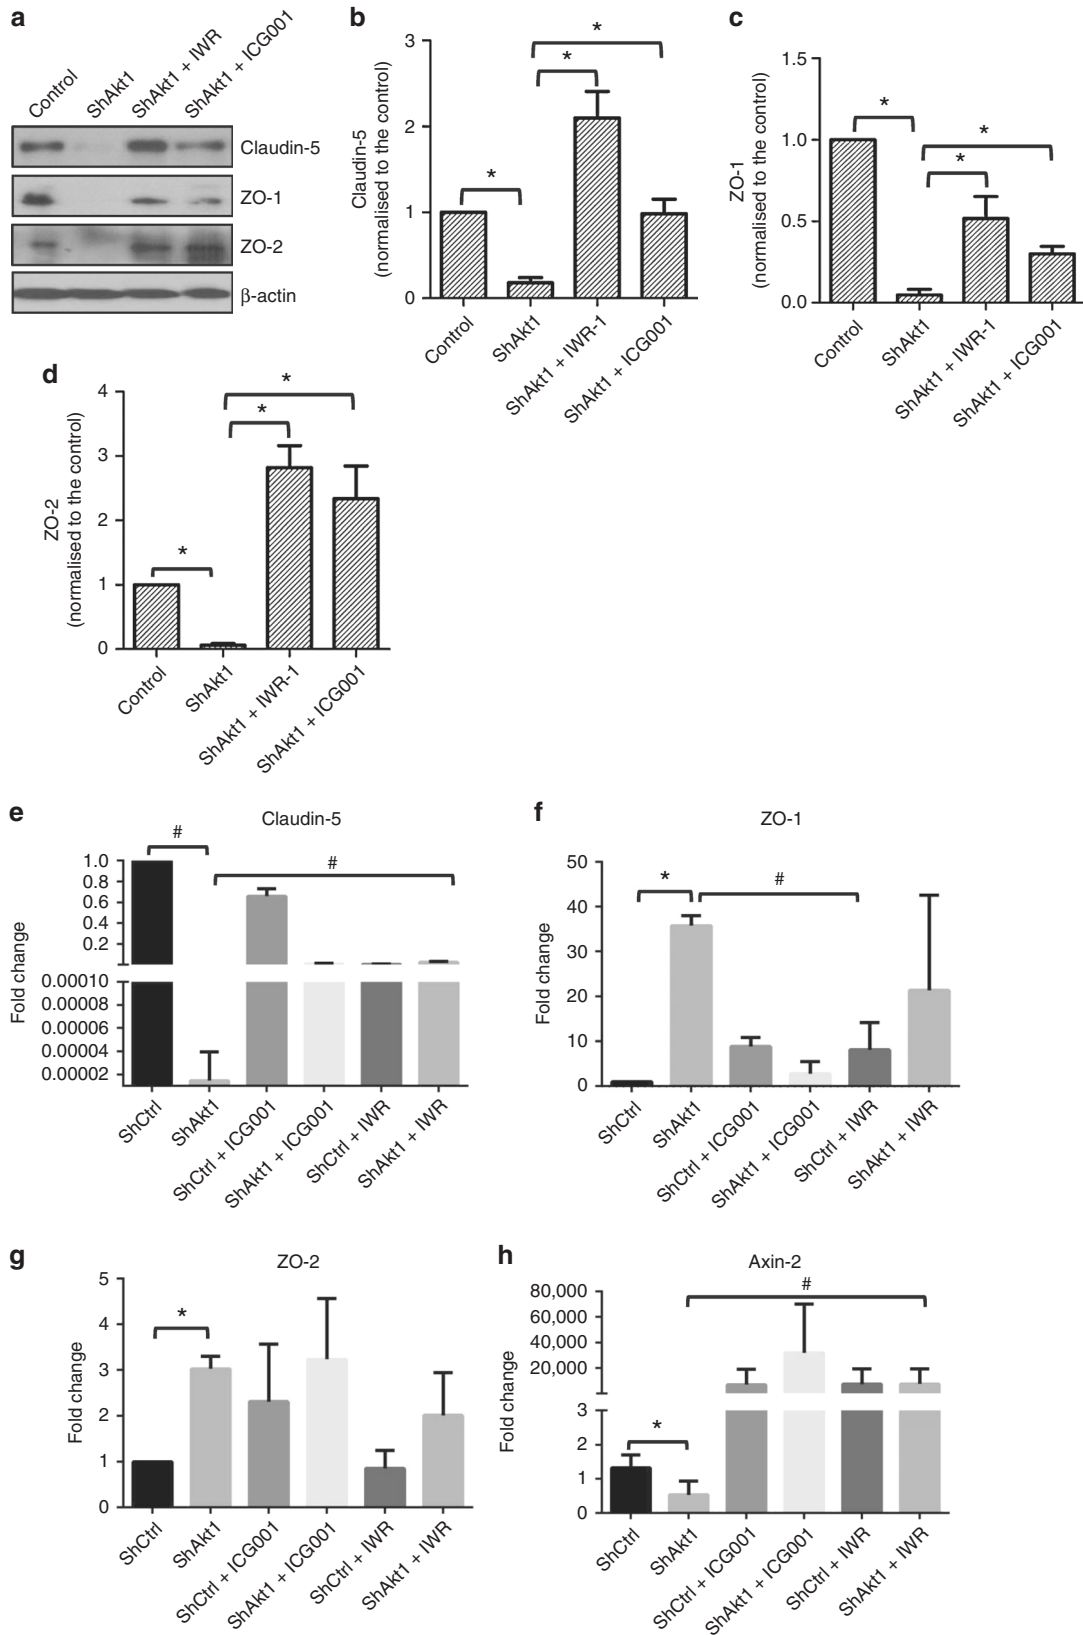 a
Control
ShAkt1
ShAkt1 + IWR
ShAkt1 + ICG001
Claudin-5
ZO-1
ZO-2
β-actin
b
Claudin-5
(normalised to the control)
3
2
1
0
*
*
*
Control
ShAkt1
ShAkt1 + IWR-1
ShAkt1 + ICG001
c
ZO-1
(normalised to the control)
1.5
1.0
0.5
0.0
*
*
*
Control
ShAkt1
ShAkt1 + IWR-1
ShAkt1 + ICG001
d
ZO-2
(normalised to the control)
4
3
2
1
0
*
*
*
Control
ShAkt1
ShAkt1 + IWR-1
ShAkt1 + ICG001
e
Claudin-5
Fold change
1.0
0.8
0.6
0.4
0.2
0.00010
0.00008
0.00006
0.00004
0.00002
#
#
ShCtrl
ShAkt1
ShCtrl + ICG001
ShAkt1 + ICG001
ShCtrl + IWR
ShAkt1 + IWR
f
ZO-1
Fold change
50
40
30
20
10
0
*
#
ShCtrl
ShAkt1
ShCtrl + ICG001
ShAkt1 + ICG001
ShCtrl + IWR
ShAkt1 + IWR
g
ZO-2
Fold change
5
4
3
2
1
0
*
ShCtrl
ShAkt1
ShCtrl + ICG001
ShAkt1 + ICG001
ShCtrl + IWR
ShAkt1 + IWR
h
Axin-2
Fold change
80,000
60,000
40,000
20,000
3
2
1
0
#
*
ShCtrl
ShAkt1
ShCtrl + ICG001
ShAkt1 + ICG001
ShCtrl + IWR
ShAkt1 + IWR